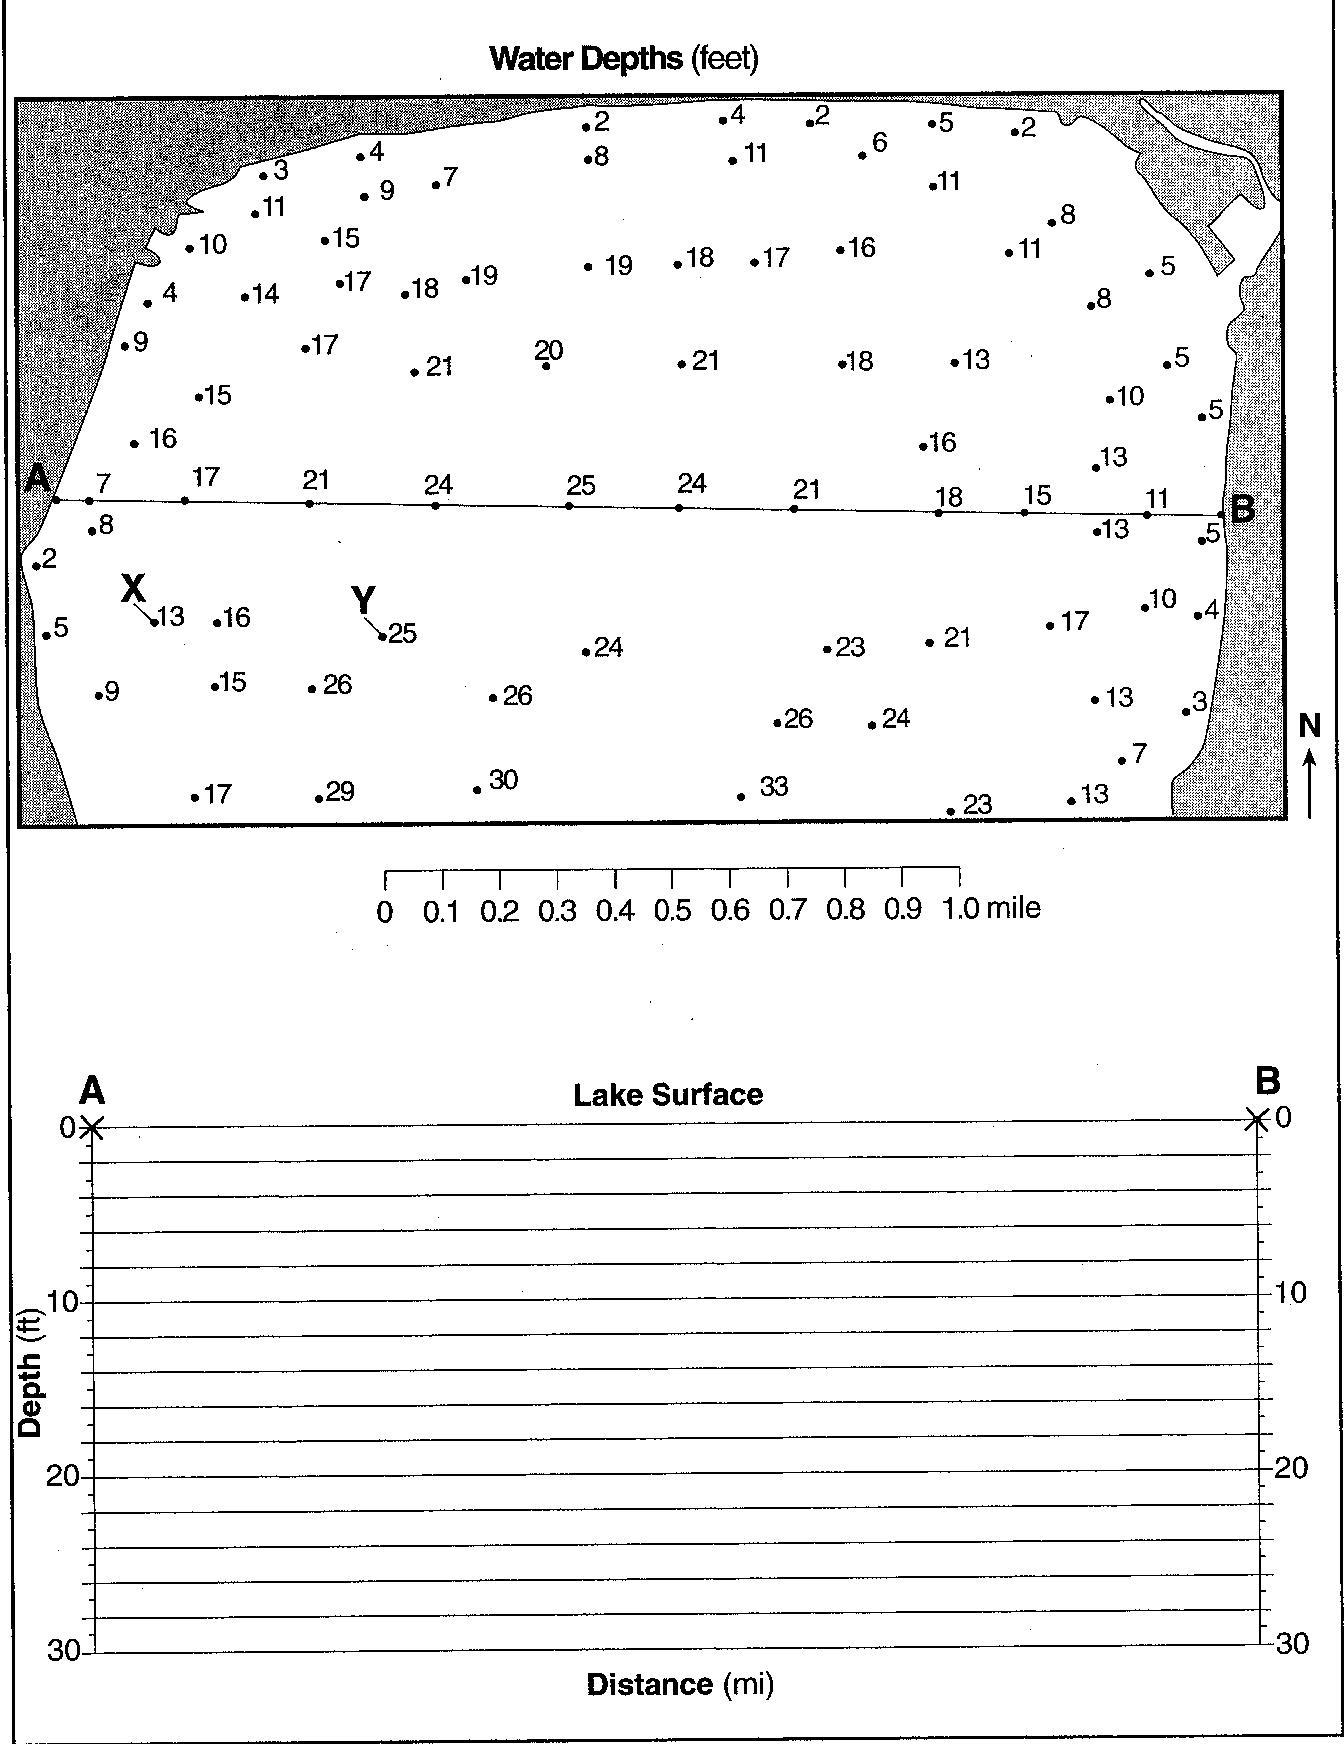 Water Depths (feet)
2 4 2 5 2
4 8 11 6
3 9 7 11
11 8
10 15 19 18 17 16 11 5
4 14 17 18 19 8
9 17 21 20 21 18 13 5
15 10 5
16 16 13
A 7 17 21 24 25 24 21 18 15 11 B
8 13 5
2
X 13 16 Y 25 10 4
5 24 23 21 17
9 15 26 26 13 3
26 24 N
7
17 29 30 33 23 13
0 0.1 0.2 0.3 0.4 0.5 0.6 0.7 0.8 0.9 1.0 mile
A Lake Surface B
0 0
10 10
Depth (ft)
20 20
30 30
Distance (mi)